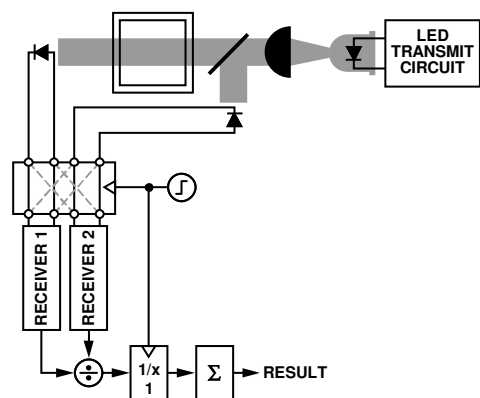 LED
TRANSMIT
CIRCUIT
RECEIVER 1
RECEIVER 2
÷
1/x
1
Σ
RESULT